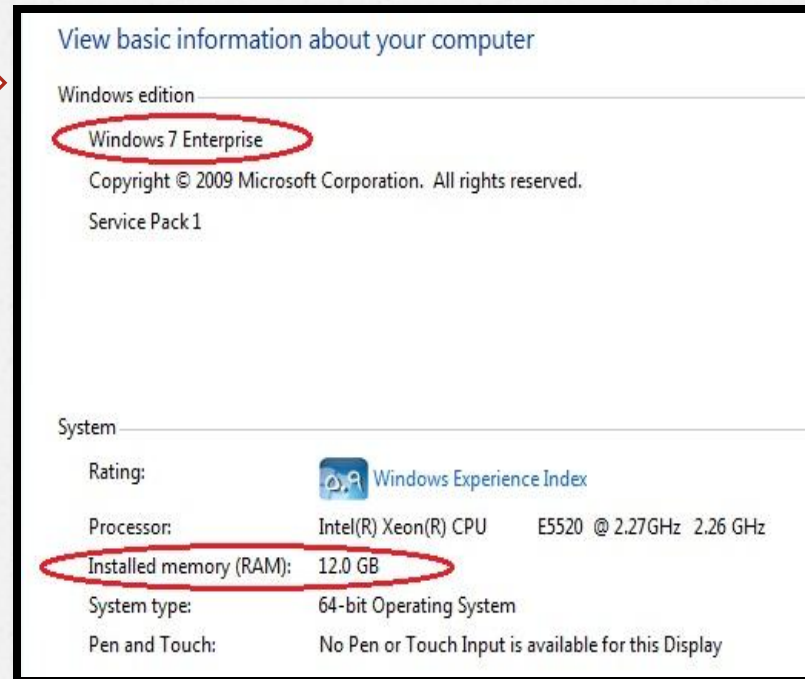 View basic information about your computer
Windows edition
Windows 7 Enterprise
Copyright © 2009 Microsoft Corporation. All rights reserved.
Service Pack 1
System
Rating: ٥.٩ Windows Experience Index
Processor: Intel(R) Xeon(R) CPU E5520 @ 2.27GHz 2.26 GHz
Installed memory (RAM): 12.0 GB
System type: 64-bit Operating System
Pen and Touch: No Pen or Touch Input is available for this Display